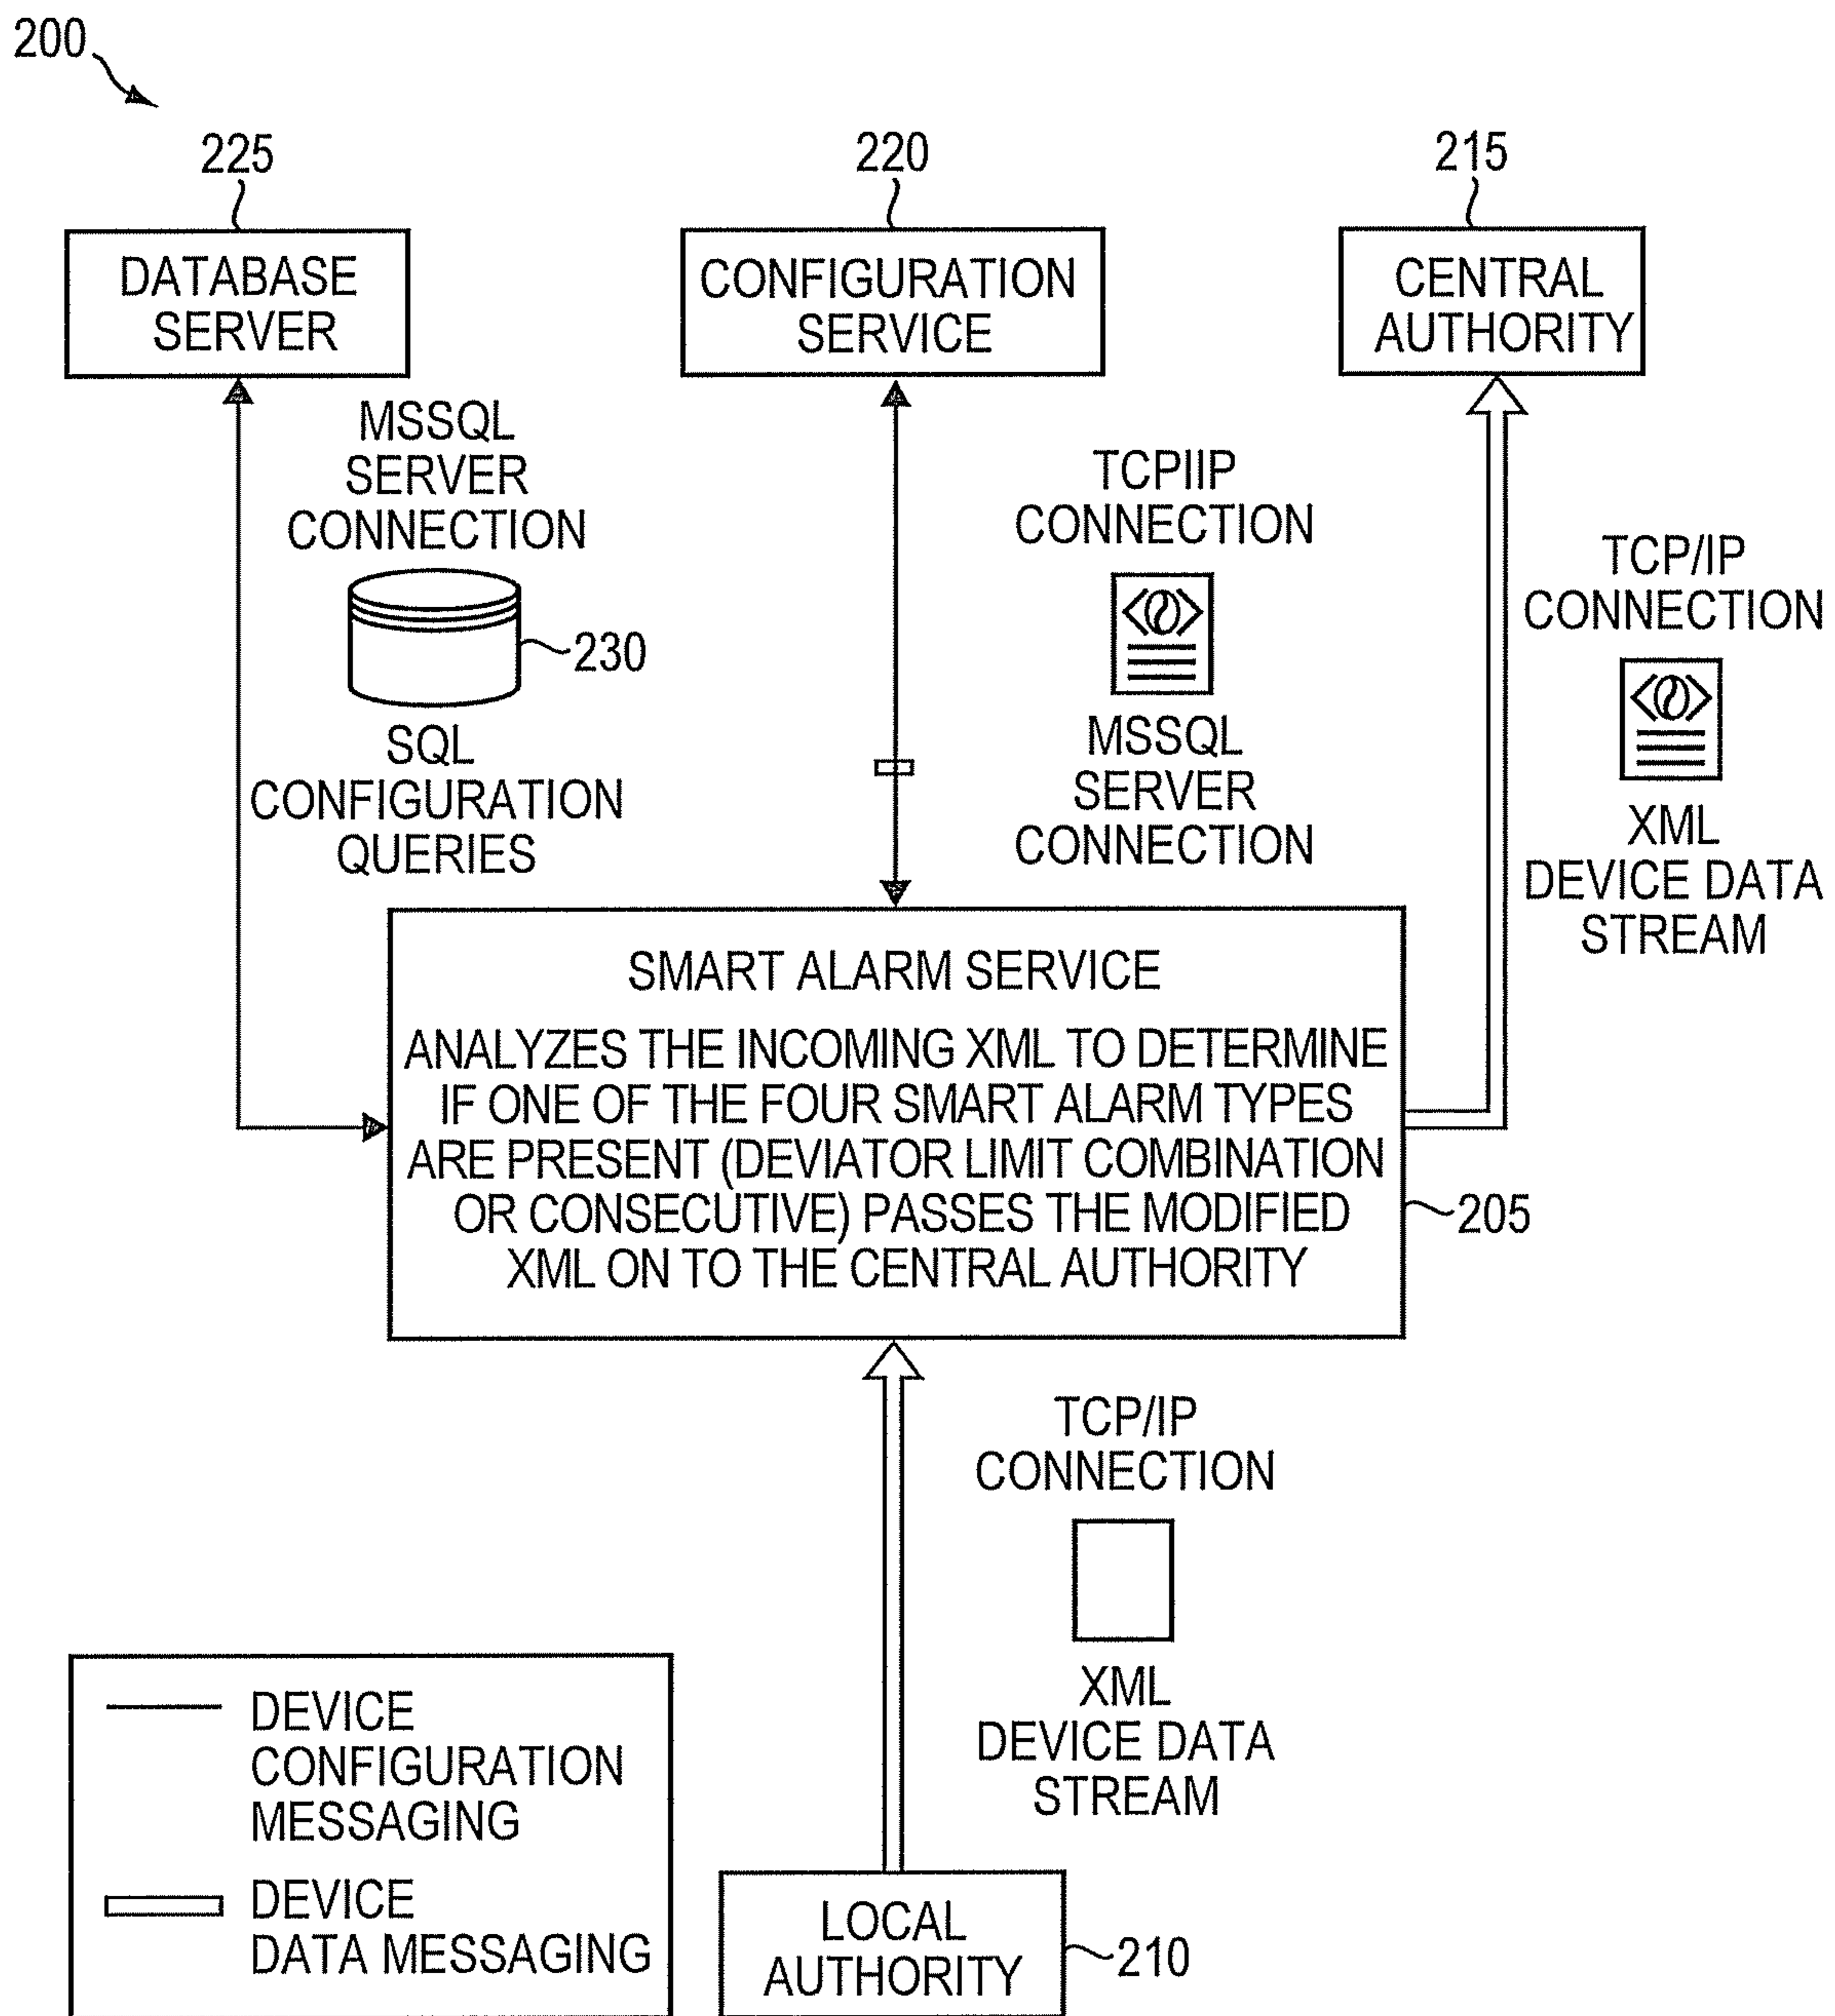 200
225
220
215
DATABASE
SERVER
CONFIGURATION
SERVICE
CENTRAL
AUTHORITY
MSSQL
SERVER
CONNECTION
230
SQL
CONFIGURATION
QUERIES
TCPIIP
CONNECTION
MSSQL
SERVER
CONNECTION
TCP/IP
CONNECTION
XML
DEVICE DATA
STREAM
SMART ALARM SERVICE
ANALYZES THE INCOMING XML TO DETERMINE
IF ONE OF THE FOUR SMART ALARM TYPES
ARE PRESENT (DEVIATOR LIMIT COMBINATION
OR CONSECUTIVE) PASSES THE MODIFIED
XML ON TO THE CENTRAL AUTHORITY
205
TCP/IP
CONNECTION
XML
DEVICE DATA
STREAM
DEVICE
CONFIGURATION
MESSAGING
DEVICE
DATA MESSAGING
LOCAL
AUTHORITY
210